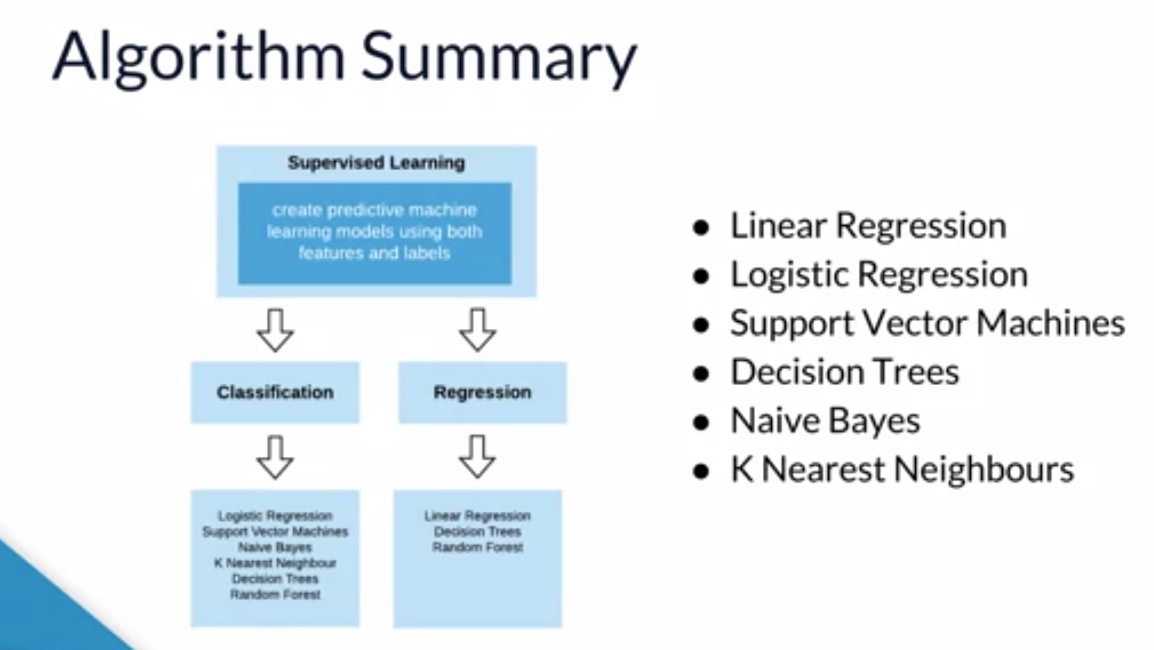 Algorithm Summary
Supervised Learning
create predictive machine
learning models using both
features and labels
Classification
Regression
Logistic Regression
Support Vector Machines
Naive Bayes
K Nearest Neighbour
Decision Trees
Random Forest
Linear Regression
Decision Trees
Random Forest
● Linear Regression
● Logistic Regression
● Support Vector Machines
● Decision Trees
● Naive Bayes
● K Nearest Neighbours